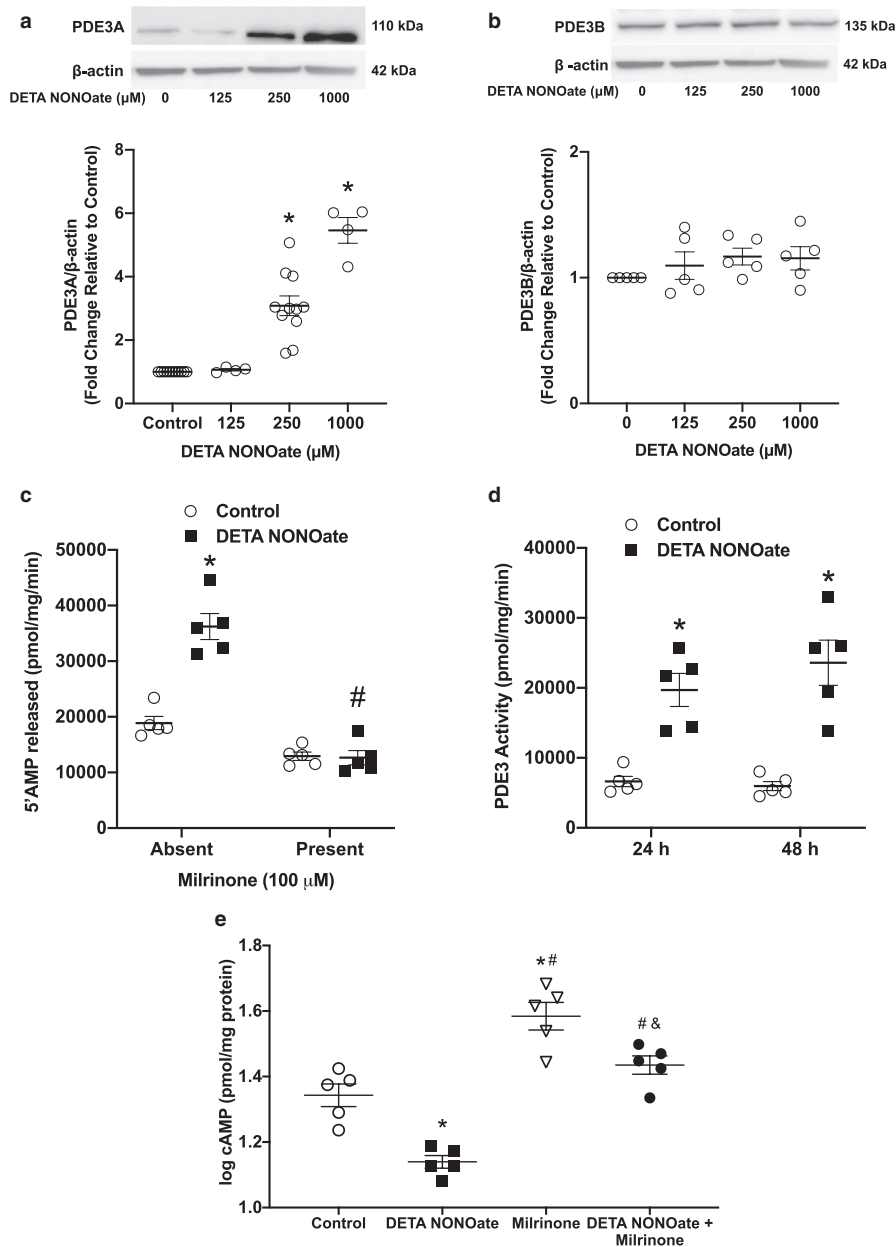 a
PDE3A
110 kDa
β-actin
42 kDa
DETA NONOate (μM) 0 125 250 1000
PDE3A/β-actin
(Fold Change Relative to Control)
8
6
4
2
0
*
*
Control 125 250 1000
DETA NONOate (μM)
b
PDE3B
135 kDa
β -actin
42 kDa
DETA NONOate (μM) 0 125 250 1000
PDE3B/β-actin
(Fold Change Relative to Control)
2
1
0
0 125 250 1000
DETA NONOate (μM)
c
Control
DETA NONOate
5'AMP released (pmol/mg/min)
50000
40000
30000
20000
10000
0
*
#
Absent Present
Milrinone (100 μM)
d
Control
DETA NONOate
PDE3 Activity (pmol/mg/min)
40000
30000
20000
10000
0
*
*
24 h 48 h
e
log cAMP (pmol/mg protein)
1.8
1.6
1.4
1.2
1.0
*
* #
# &
Control DETA NONOate Milrinone DETA NONOate +
Milrinone